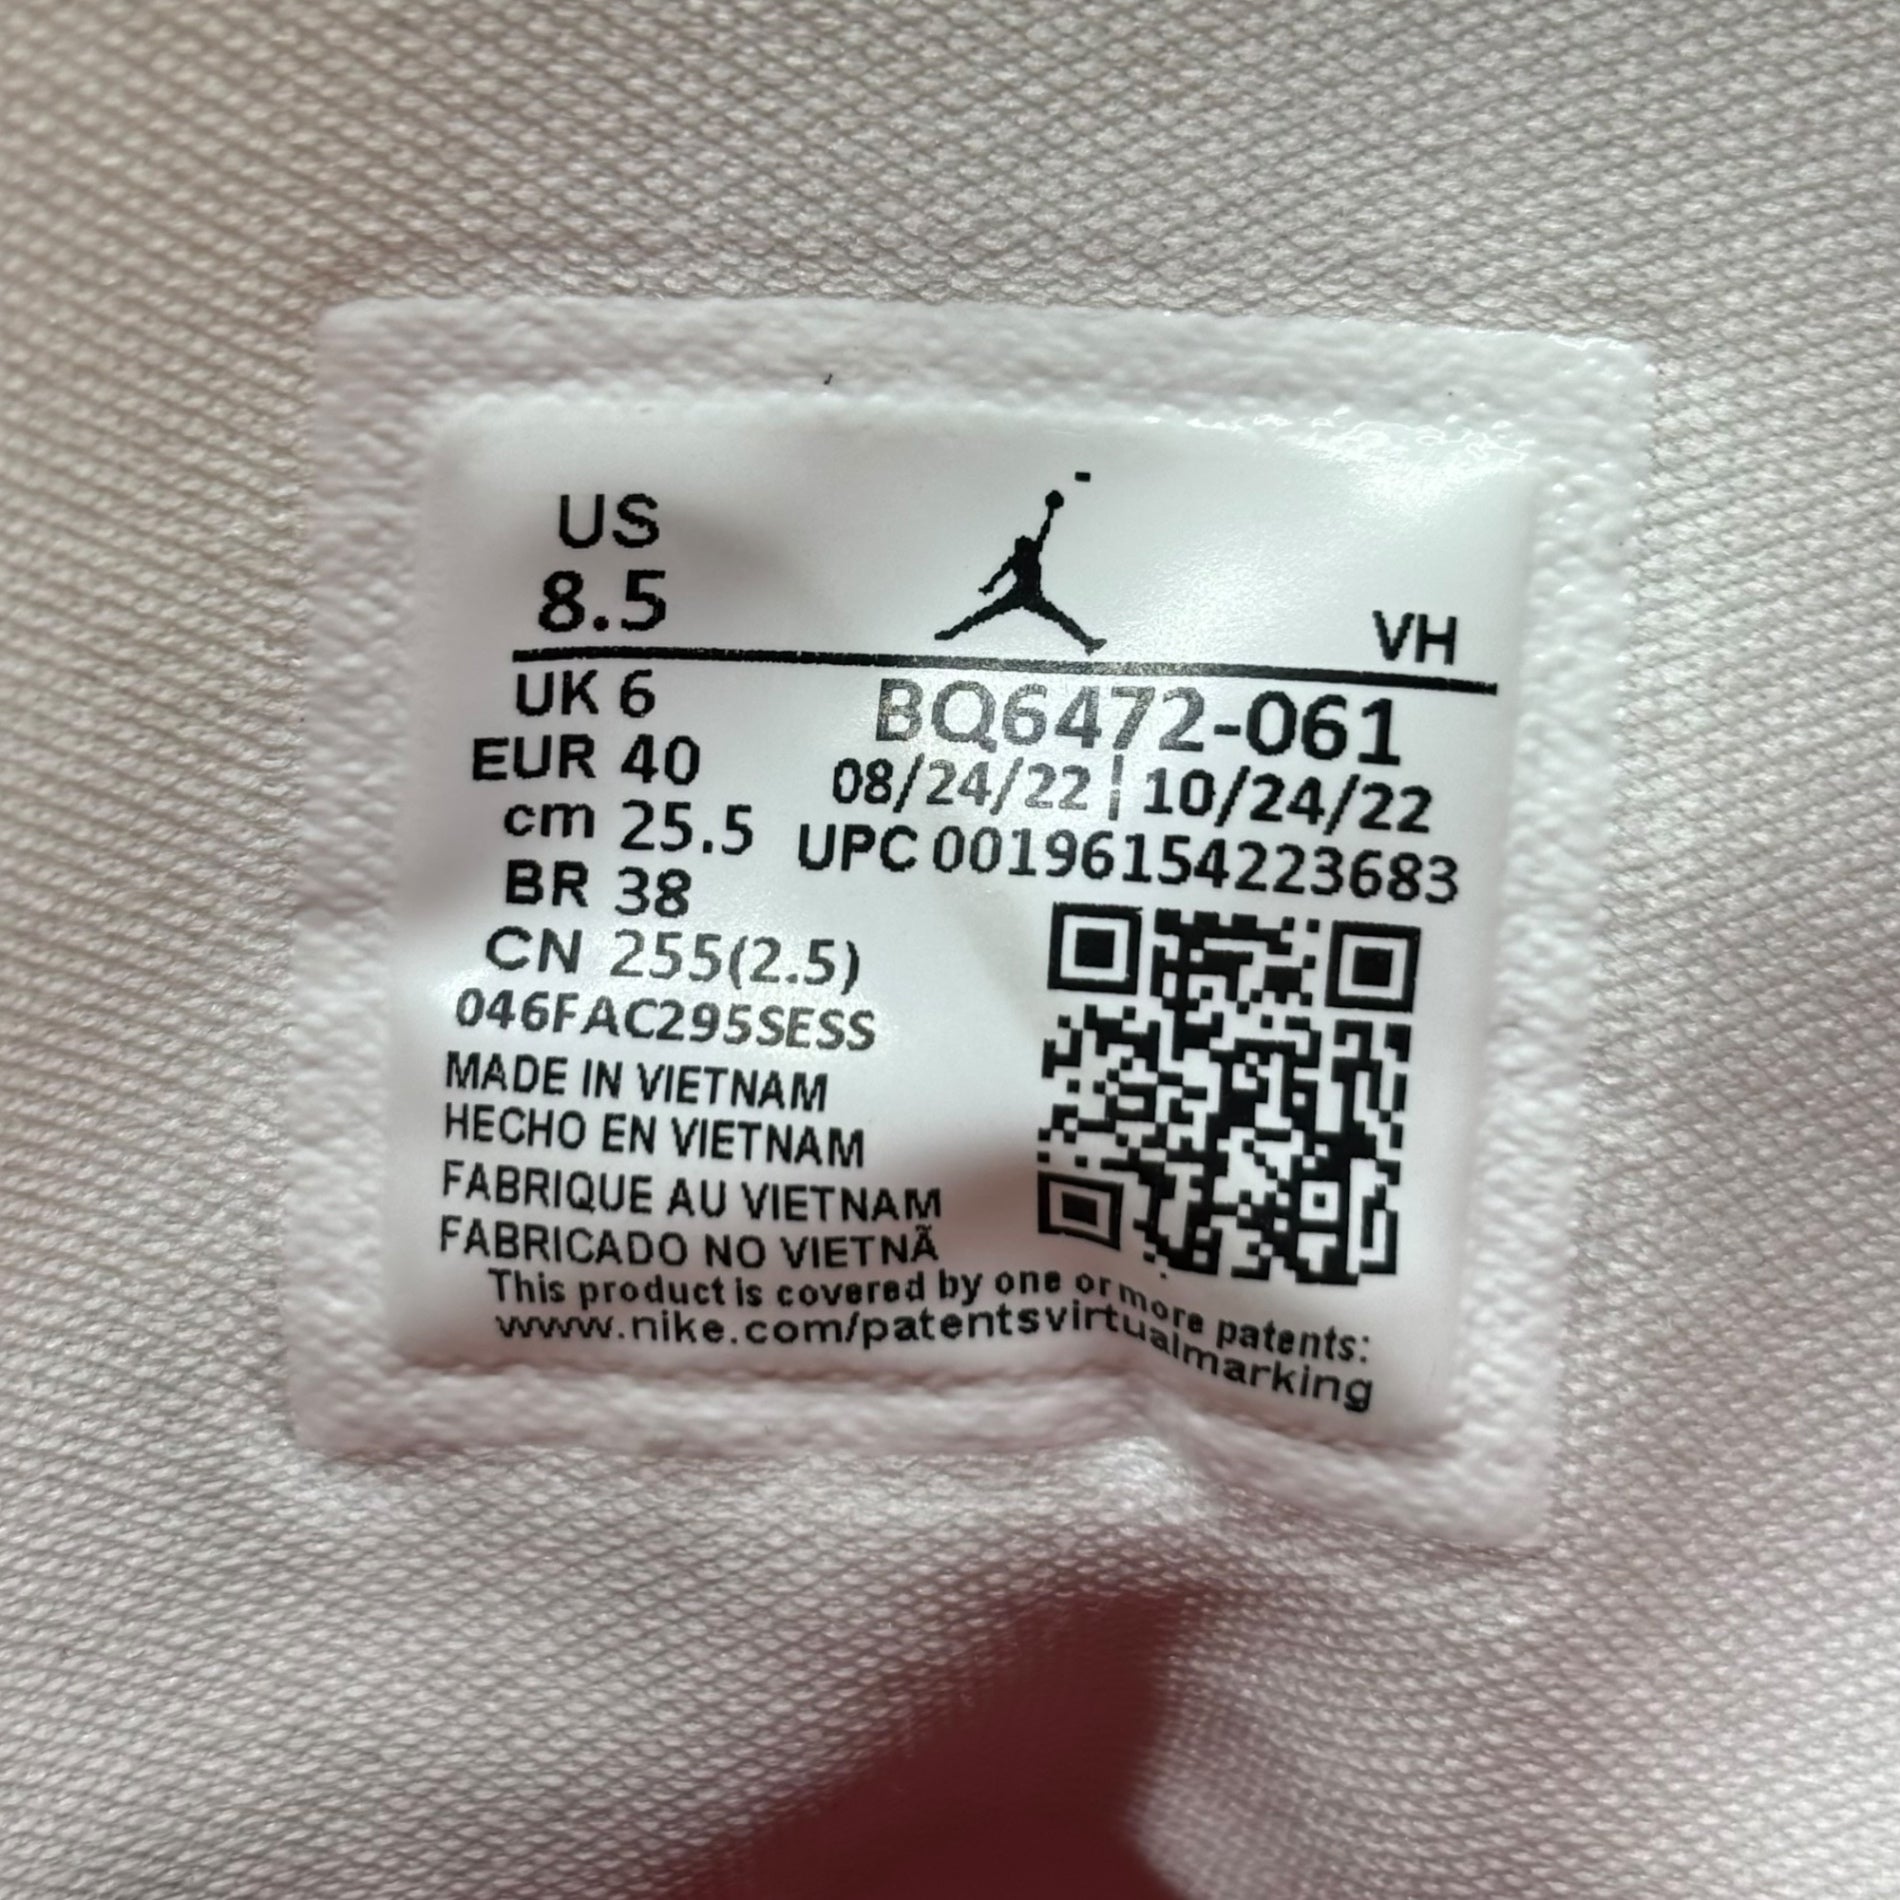 US
8.5
VH
UK 6
EUR 40
cm 25.5
BR 38
CN 255(2.5)
BQ6472-061
08/24/22 | 10/24/22
UPC 00196154223683
046FAC295SESS
MADE IN VIETNAM
HECHO EN VIETNAM
FABRIQUE AU VIETNAM
FABRICADO NO VIETNÃ
This product is covered by one or more patents:
www.nike.com/patentsvirtualmarking